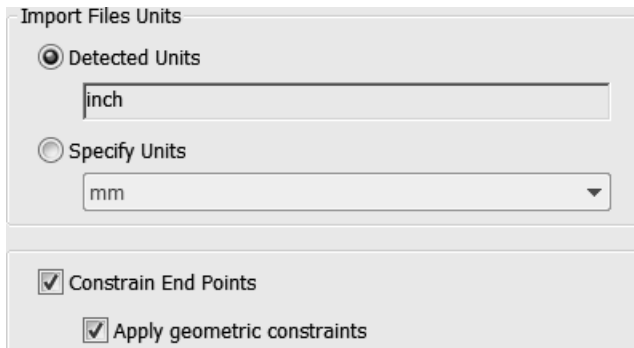 Import Files Units
Detected Units
inch
Specify Units
mm
Constrain End Points
Apply geometric constraints